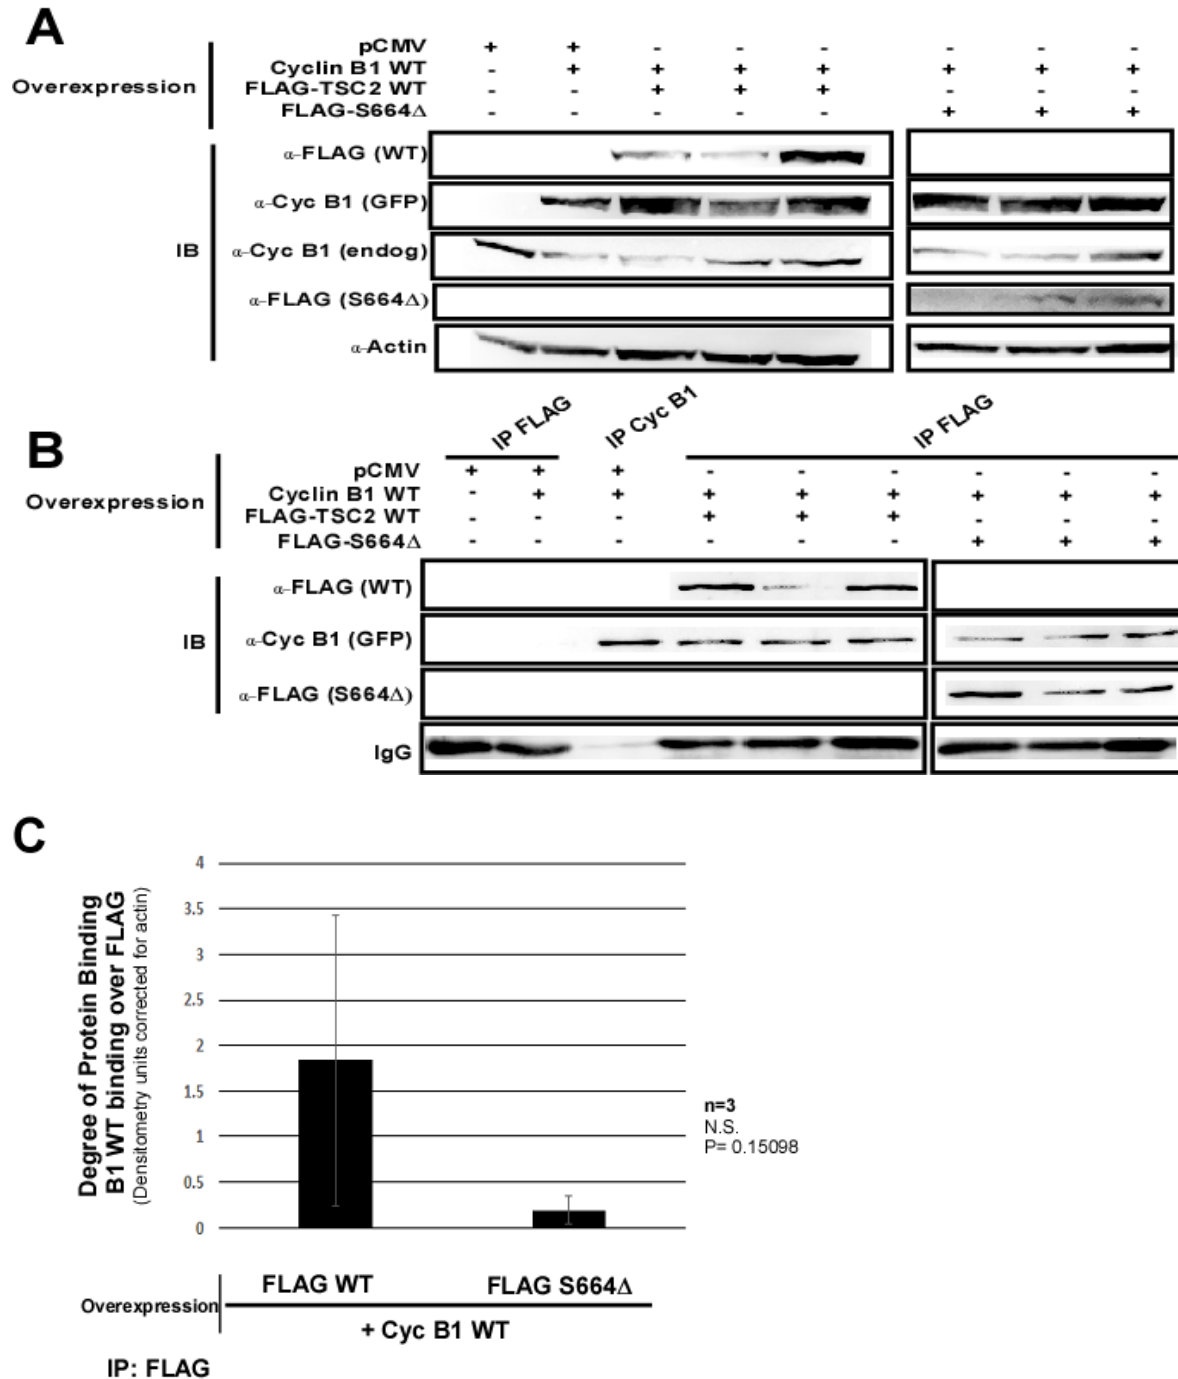 A
pCMV + + - - - - - -
Cyclin B1 WT - + + + + + + +
Overexpression
FLAG-TSC2 WT - - + + + - - -
FLAG-S664Δ - - - - - + + +
α-FLAG (WT)
α-Cyc B1 (GFP)
IB
α-Cyc B1 (endog)
α-FLAG (S664Δ)
α-Actin
IP FLAG IP Cyc B1 IP FLAG
B
pCMV + + + - - - - - -
Cyclin B1 WT - + + + + + + + +
Overexpression
FLAG-TSC2 WT - - - + + + - - -
FLAG-S664Δ - - - - - - + + +
α-FLAG (WT)
IB
α-Cyc B1 (GFP)
α-FLAG (S664Δ)
IgG
C
Degree of Protein Binding
B1 WT binding over FLAG
(Densitometry units corrected for actin)
4
3.5
3
2.5
2
1.5
1
0.5
0
n=3
N.S.
P= 0.15098
FLAG WT FLAG S664Δ
Overexpression
+ Cyc B1 WT
IP: FLAG